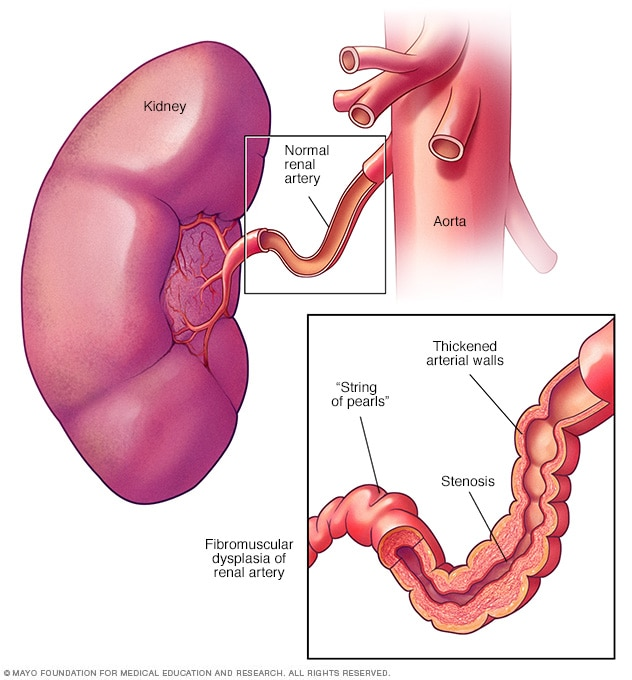 Kidney
Normal
renal
artery
Aorta
Thickened
arterial walls
“String
of pearls”
Stenosis
Fibromuscular
dysplasia of
renal artery
© MAYO FOUNDATION FOR MEDICAL EDUCATION AND RESEARCH. ALL RIGHTS RESERVED.